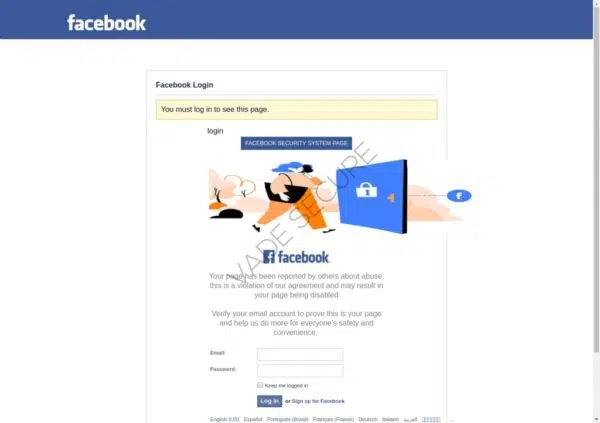 facebook
Facebook Login
You must log in to see this page.
login
FACEBOOK SECURITY SYSTEM PAGE
VADE SECURE
facebook
Your page has been reported by others about abuse,
this is a violation of our agreement and may result in
your page being disabled
Verify your email account to prove this is your page
and help us do more for everyone's safety and
convenience.
Email:
Password:
Keep me logged in
Log In or Sign up for Facebook
English (US) Español Português (Brasil) Français (France) Deutsch Italiano العربية